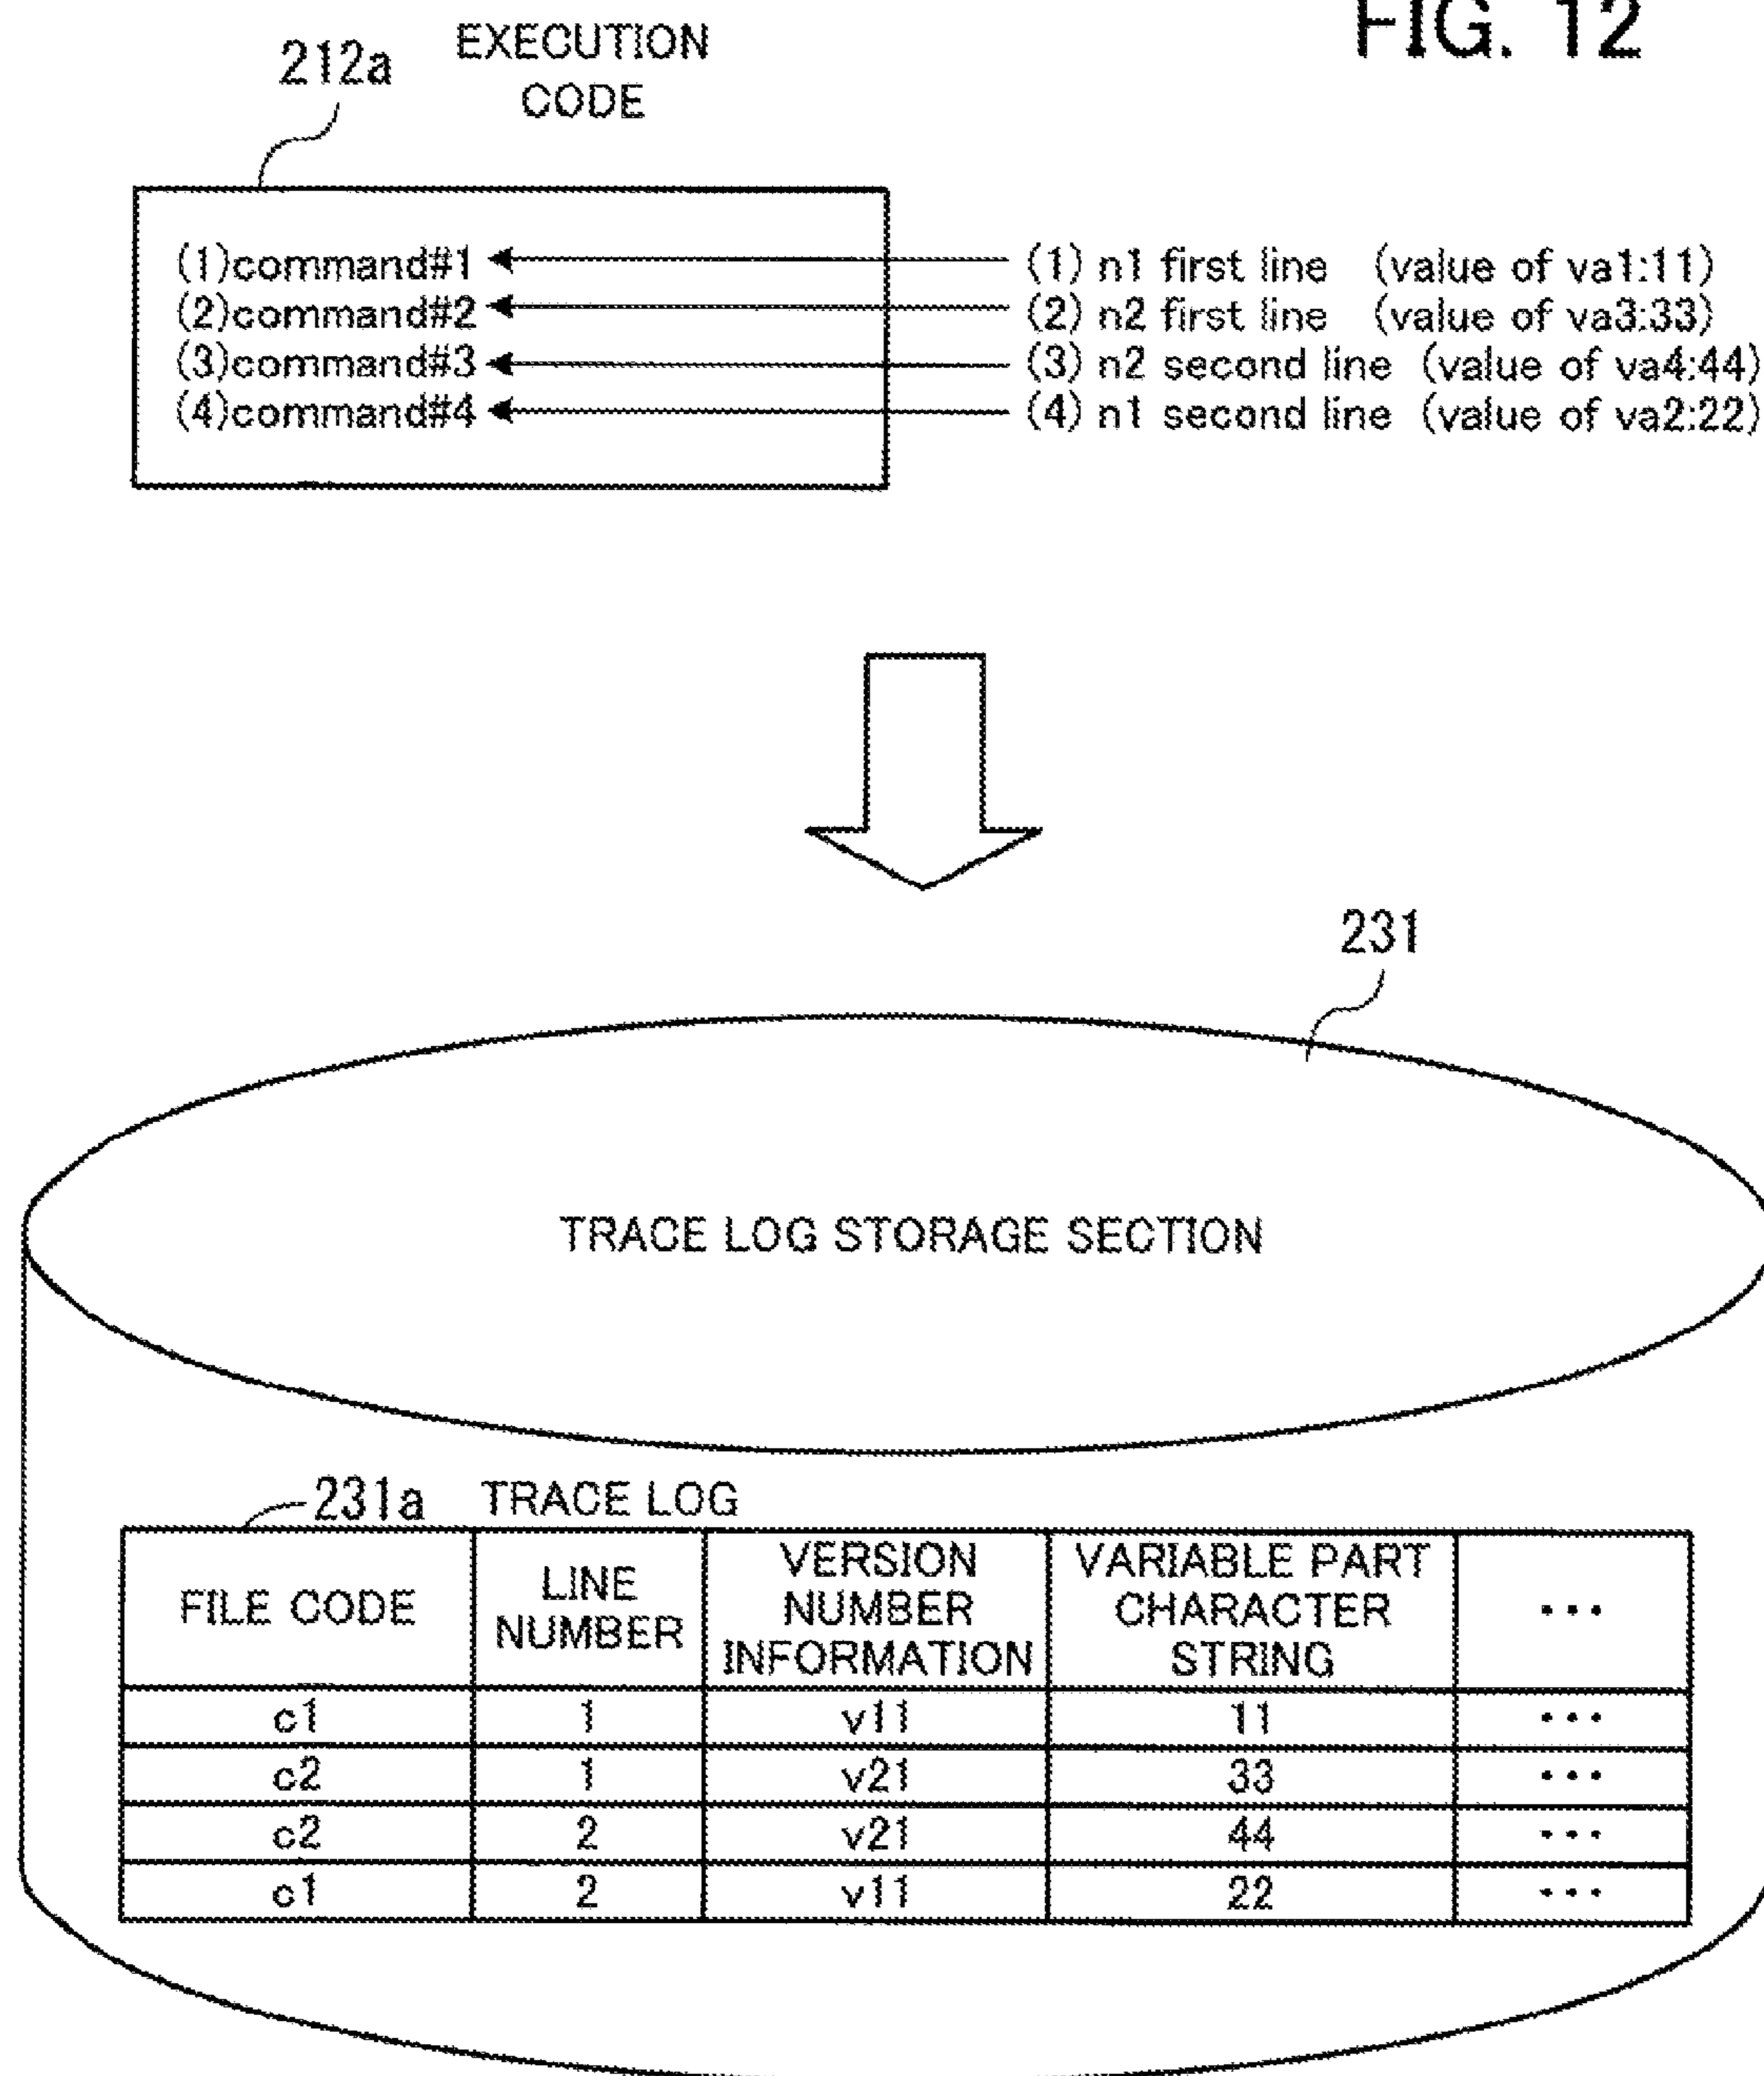 FIG. 12
212a
EXECUTION
CODE
(1)command#1
(2)command#2
(3)command#3
(4)command#4
(1) n1 first line (value of va1:11)
(2) n2 first line (value of va3:33)
(3) n2 second line (value of va4:44)
(4) n1 second line (value of va2:22)
231
TRACE LOG STORAGE SECTION
231a TRACE LOG
FILE CODE LINE NUMBER VERSION NUMBER INFORMATION VARIABLE PART CHARACTER STRING ...
c1 1 v11 11 ...
c2 1 v21 33 ...
c2 2 v21 44 ...
c1 2 v11 22 ...